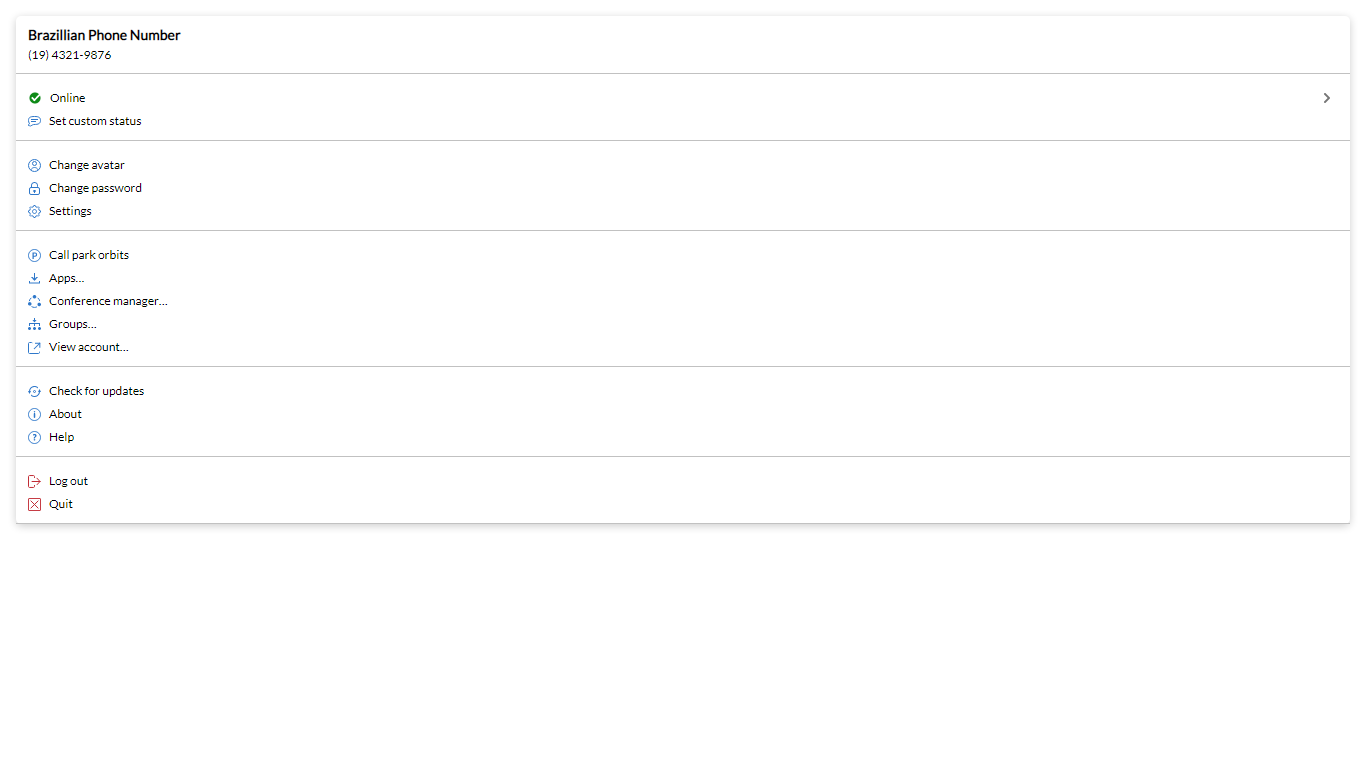 Brazillian Phone Number
(19) 4321-9876
Online
Set custom status
Change avatar
Change password
Settings
Call park orbits
Apps...
Conference manager...
Groups...
View account...
Check for updates
About
Help
Log out
Quit